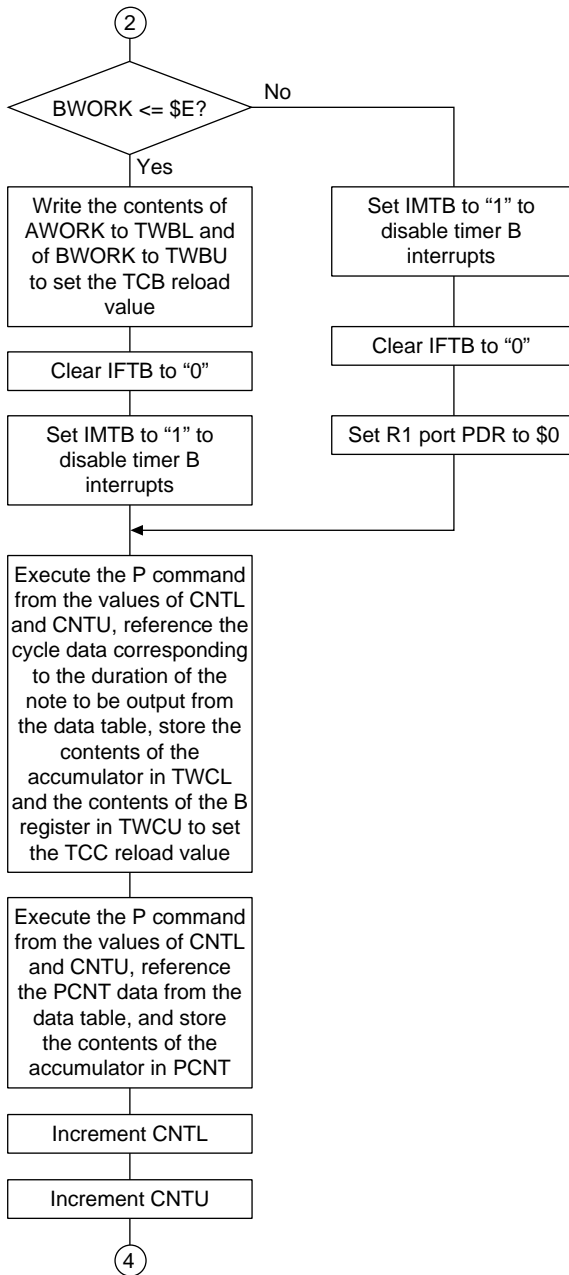 2
BWORK <= $E?
No
Yes
Write the contents of
AWORK to TWBL and
of BWORK to TWBU
to set the TCB reload
value
Clear IFTB to “0”
Set IMTB to “1” to
disable timer B
interrupts
Set IMTB to “1” to
disable timer B
interrupts
Clear IFTB to “0”
Set R1 port PDR to $0
Execute the P command
from the values of CNTL
and CNTU, reference the
cycle data corresponding
to the duration of the
note to be output from
the data table, store the
contents of the
accumulator in TWCL
and the contents of the B
register in TWCU to set
the TCC reload value
Execute the P command
from the values of CNTL
and CNTU, reference
the PCNT data from the
data table, and store
the contents of the
accumulator in PCNT
Increment CNTL
Increment CNTU
4